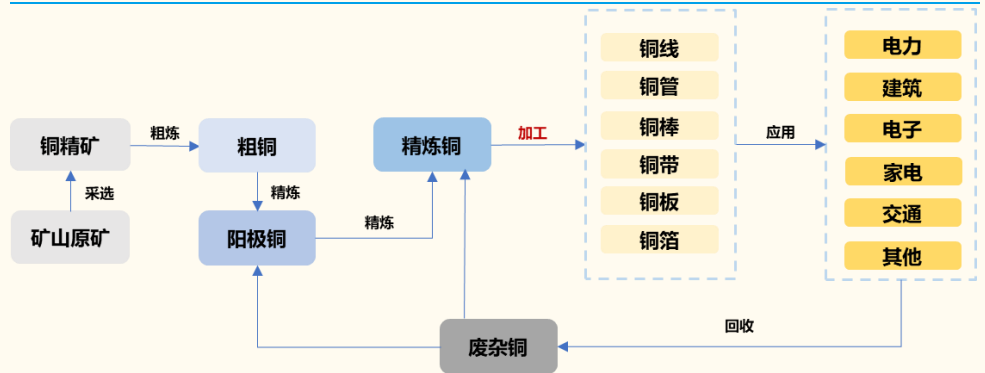 铜精矿
粗炼
粗铜
精炼铜
加工
采选
精炼
矿山原矿
阳极铜
精炼
铜线
铜管
铜棒
铜带
铜板
铜箔
应用
电力
建筑
电子
家电
交通
其他
回收
废杂铜